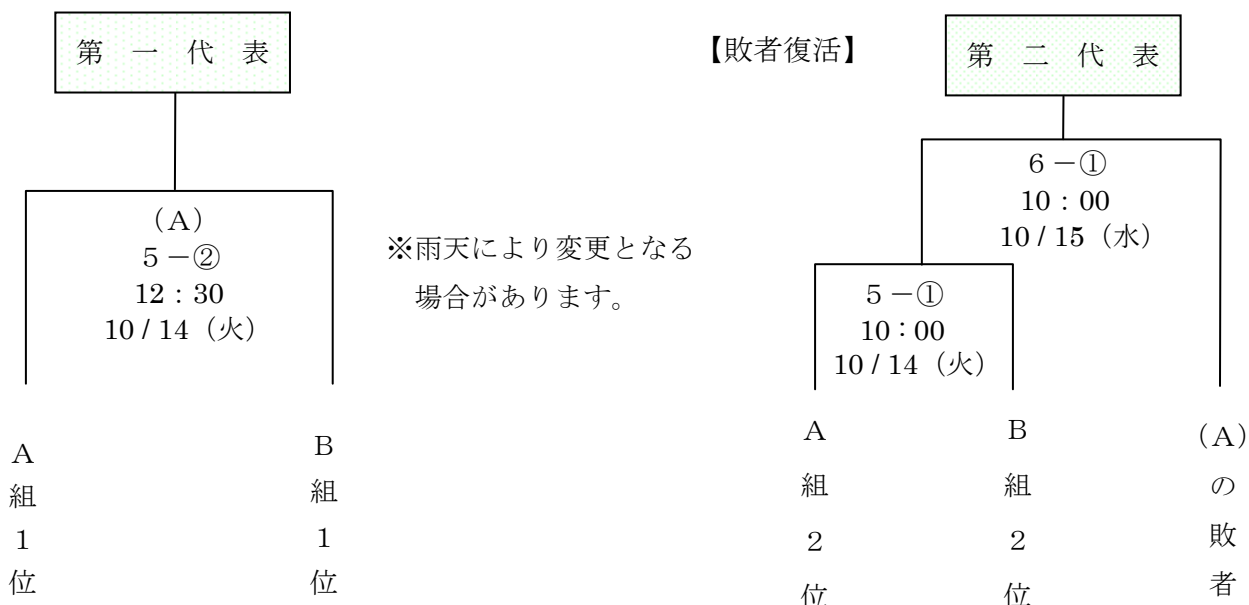 第 一 代 表
(A)
5-②
12:30
10/14(火)
A組1位
B組1位
※雨天により変更となる
場合があります。
【敗者復活】
第 二 代 表
6-①
10:00
10/15(水)
5-①
10:00
10/14(火)
A組2位
B組2位
(A)の敗者